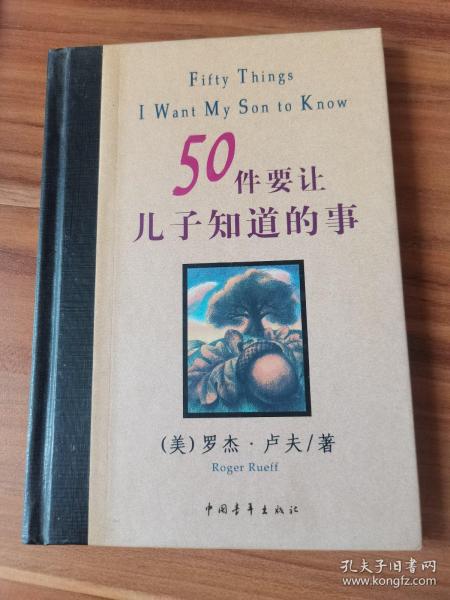 Fifty Things
I Want My Son to Know
50件要让
儿子知道的事
(美)罗杰·卢夫/著
Roger Rueff
中国青年出版社
孔夫子旧书网
www.kongfz.com